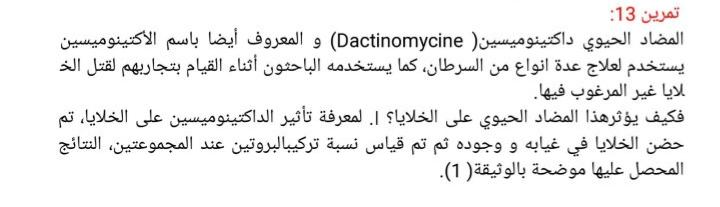 تمرين 13:
المضاد الحيوي داكتينوميسين( Dactinomycine) و المعروف أيضا باسم الأكتينوميسين
يستخدم لعلاج عدة انواع من السرطان، كما يستخدمه الباحثون أثناء القيام بتجاربهم لقتل الخ
لايا غير المرغوب فيها.
فكيف يؤثرهذا المضاد الحيوي على الخلايا؟ I. لمعرفة تأثير الداكتينوميسين على الخلايا، تم
حضن الخلايا في غيابه و وجوده ثم تم قياس نسبة تركيبالبروتين عند المجموعتين، النتائج
المحصل عليها موضحة بالوثيقة( 1).